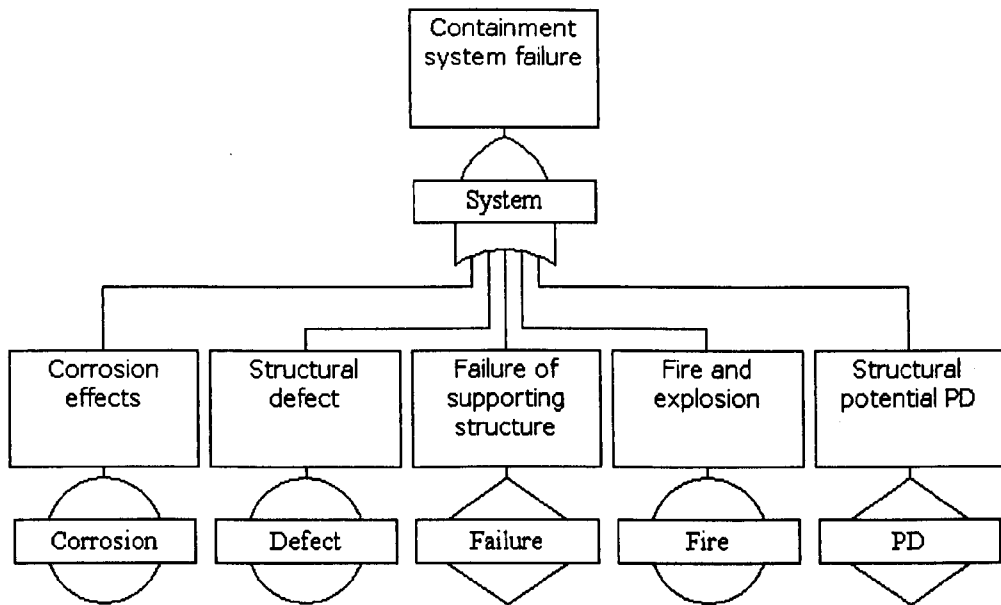 Containment
system failure
System
Corrosion
effects
Structural
defect
Failure of
supporting
structure
Fire and
explosion
Structural
potential PD
Corrosion
Defect
Failure
Fire
PD